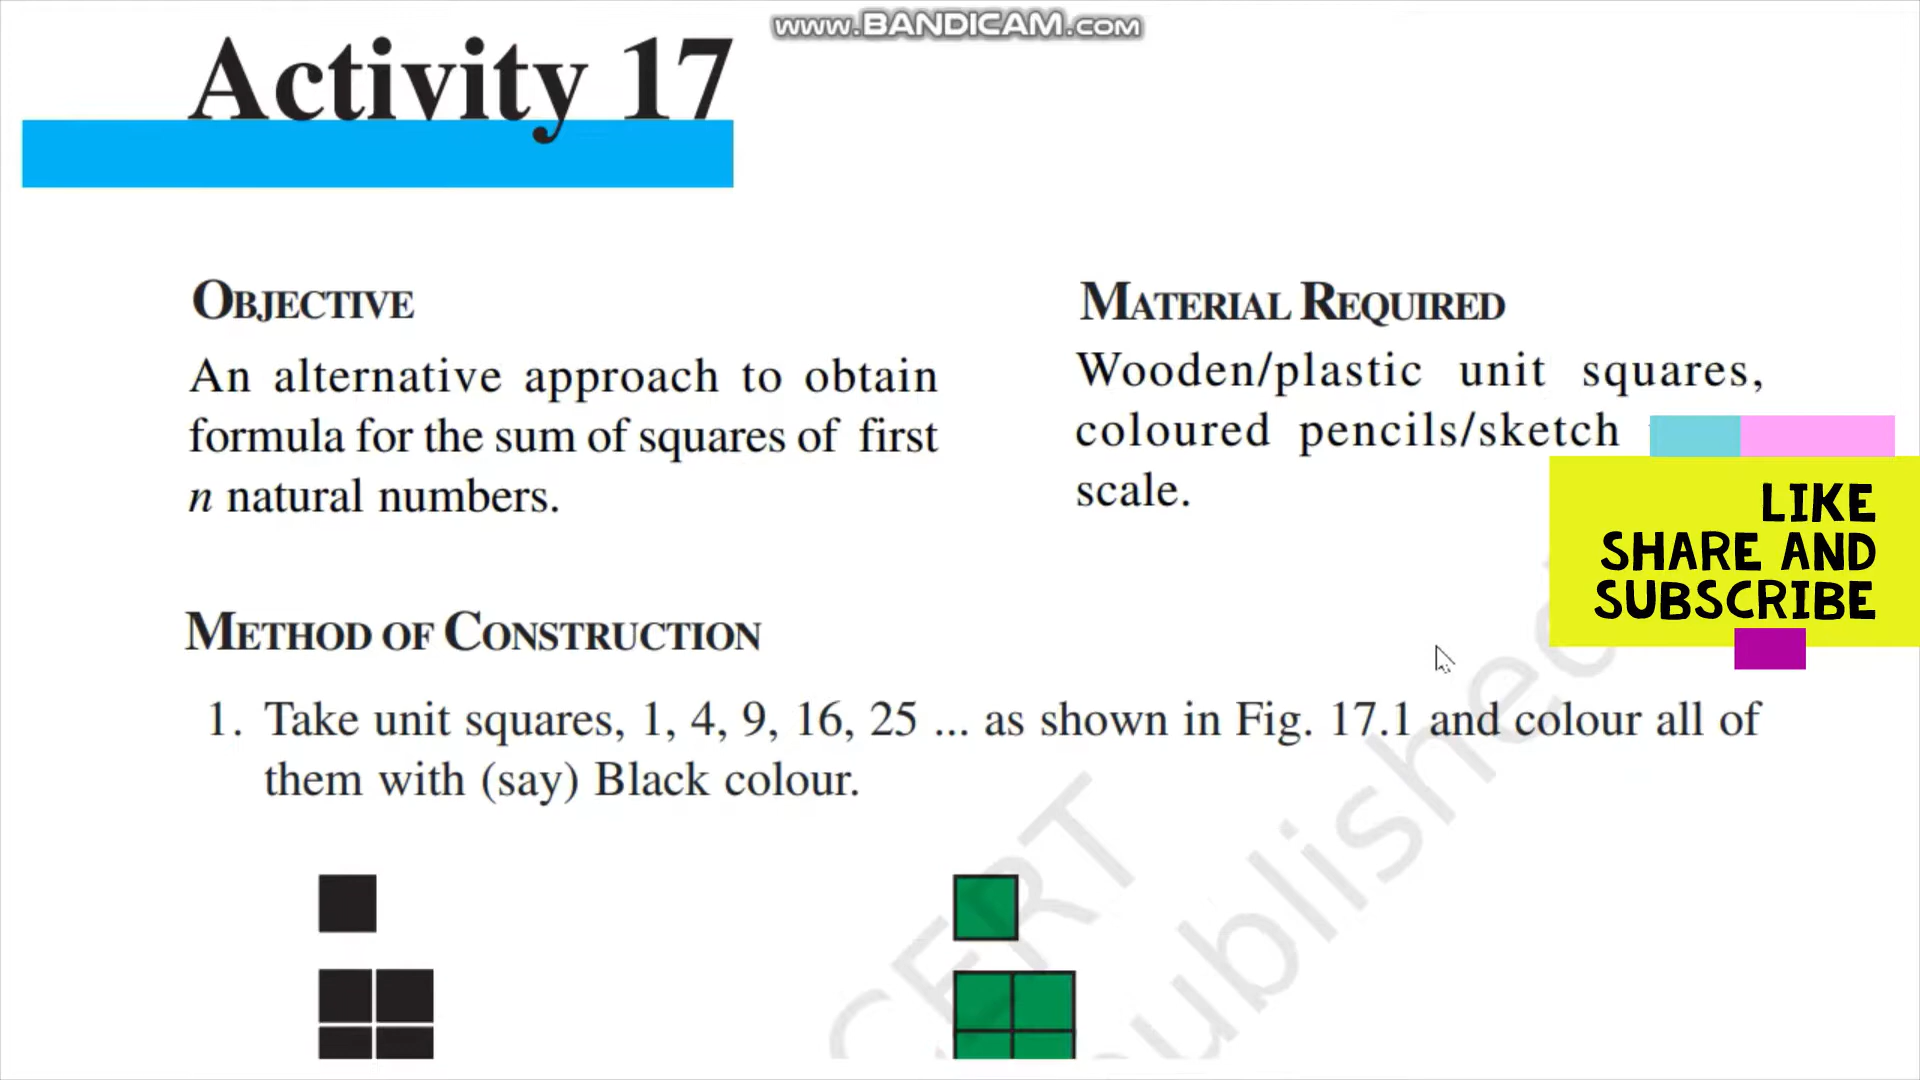 www.BANDICAM.com
Activity 17
OBJECTIVE
An alternative approach to obtain
formula for the sum of squares of first
n natural numbers.
MATERIAL REQUIRED
Wooden/plastic unit squares,
coloured pencils/sketch
scale.
LIKE
SHARE AND
SUBSCRIBE
METHOD OF CONSTRUCTION
1. Take unit squares, 1, 4, 9, 16, 25 ... as shown in Fig. 17.1 and colour all of
them with (say) Black colour.